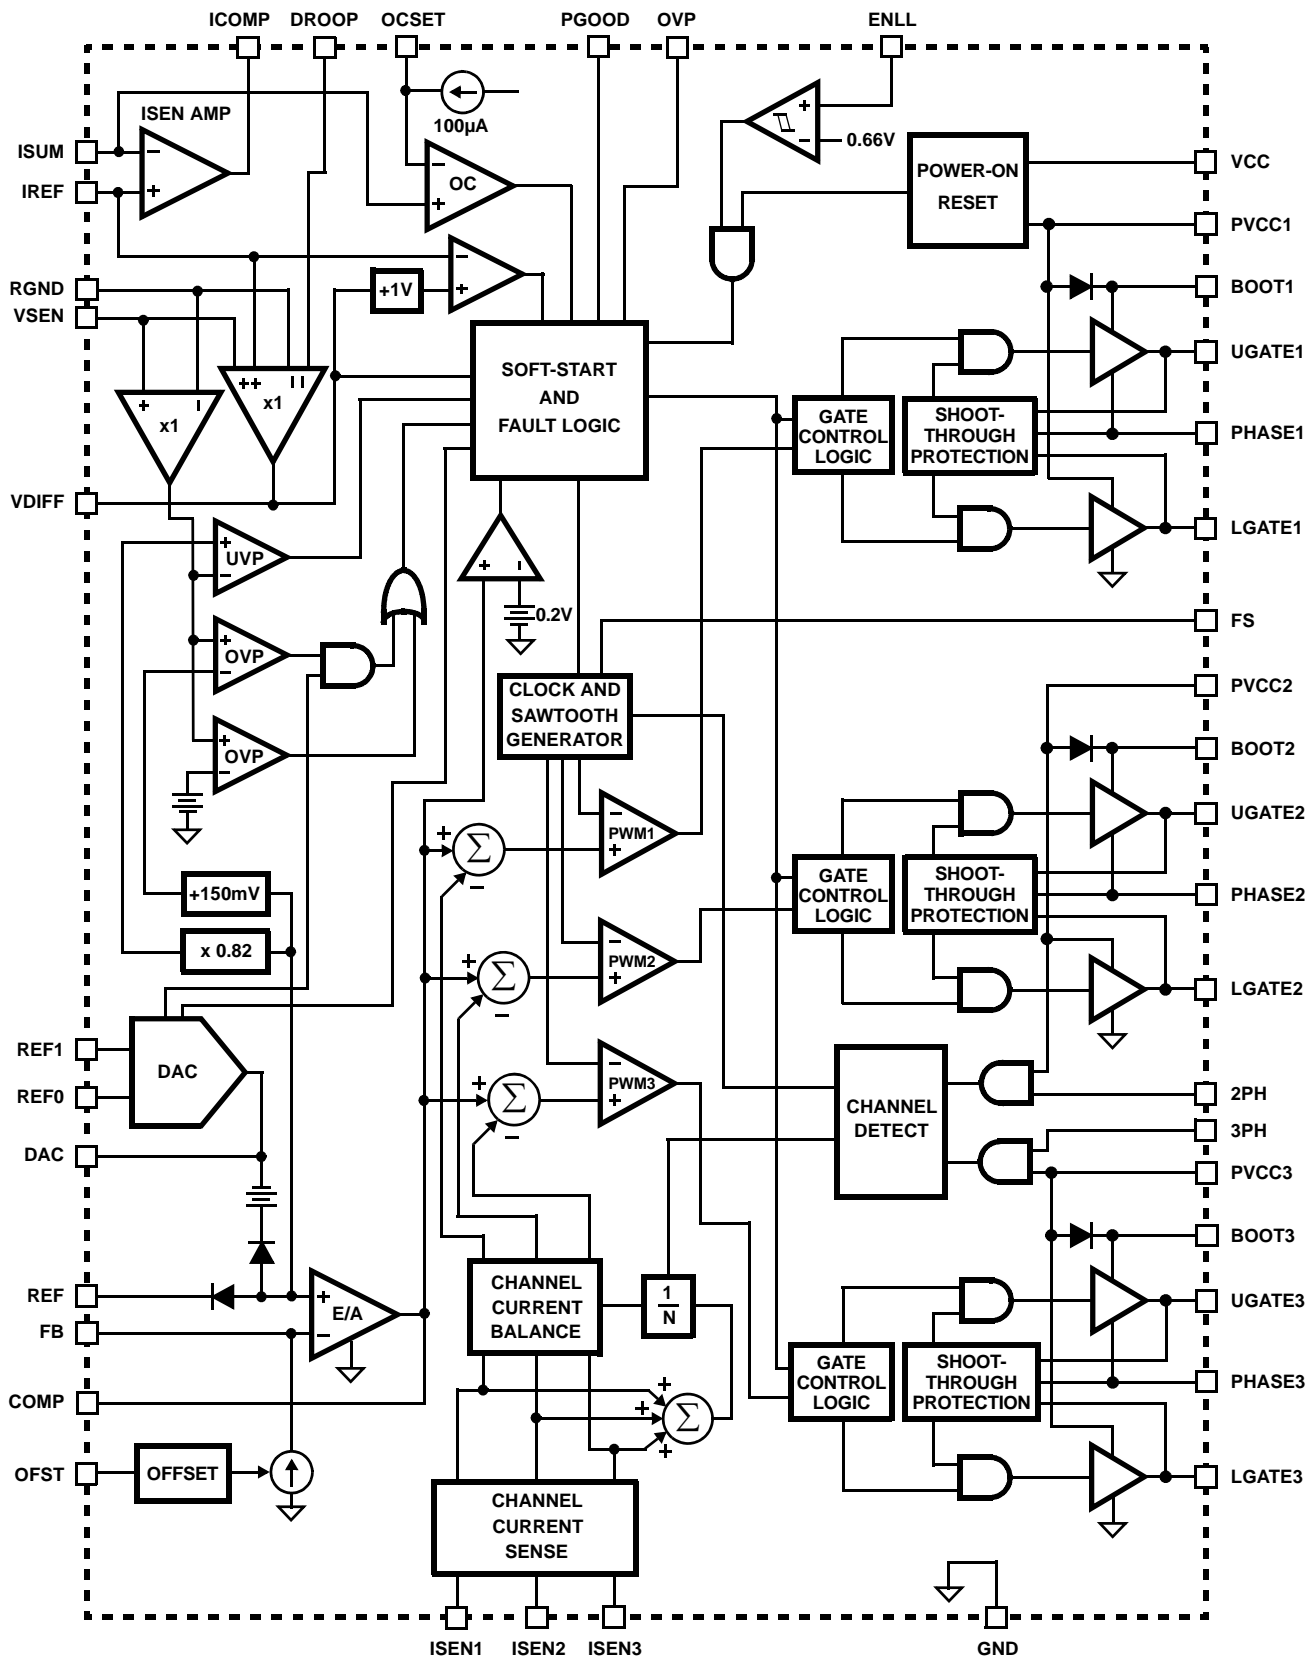 ICOMP DROOP OCSET PGOOD OVP ENLL
ISEN AMP
100µA
+
−
0.66V
ISUM
−
IREF
+
−
OC
+
POWER-ON
RESET
VCC
PVCC1
−
+
+1V
RGND
VSEN
BOOT1
UGATE1
++
− −
x1
+
−
x1
SOFT-START
AND
FAULT LOGIC
GATE
CONTROL
LOGIC
SHOOT-
THROUGH
PROTECTION
PHASE1
VDIFF
LGATE1
+
UVP
−
+
−
0.2V
FS
+
OVP
−
CLOCK AND
SAWTOOTH
GENERATOR
PVCC2
+
OVP
−
BOOT2
+
Σ
−
−
PWM1
+
UGATE2
+150mV
GATE
CONTROL
LOGIC
SHOOT-
THROUGH
PROTECTION
PHASE2
x 0.82
+
Σ
−
−
PWM2
+
LGATE2
REF1
DAC
REF0
+
Σ
−
−
PWM3
+
CHANNEL
DETECT
2PH
3PH
DAC
PVCC3
BOOT3
REF
+
E/A
FB
−
CHANNEL
CURRENT
BALANCE
1
N
UGATE3
GATE
CONTROL
LOGIC
SHOOT-
THROUGH
PROTECTION
PHASE3
COMP
+
+
Σ
+
OFST
OFFSET
LGATE3
CHANNEL
CURRENT
SENSE
ISEN1 ISEN2 ISEN3 GND